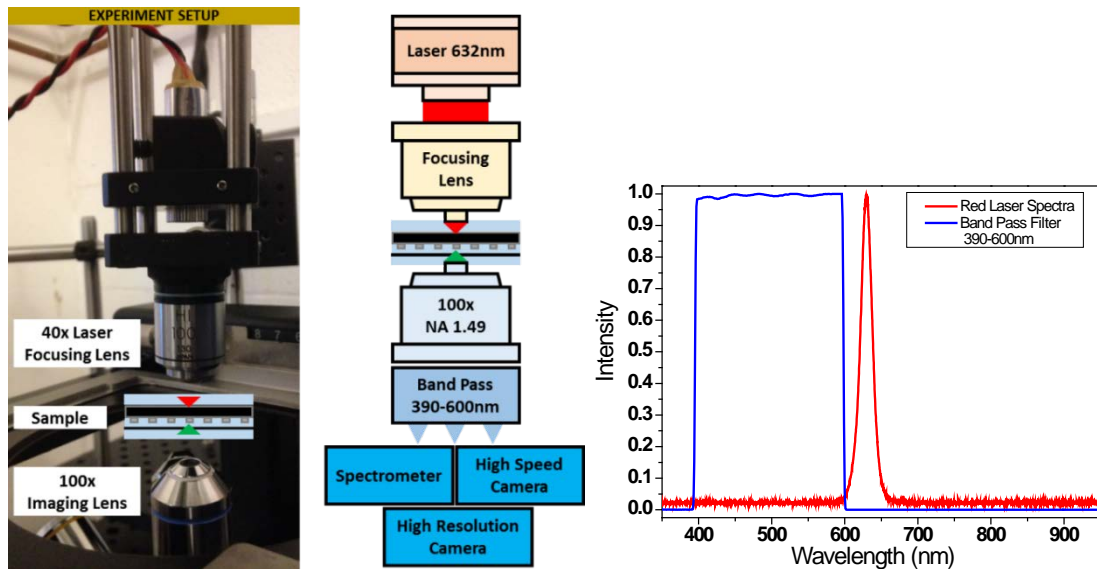 EXPERIMENT SETUP
40x Laser
Focusing Lens
Sample
100x
Imaging Lens
HI
100
Laser 632nm
Focusing
Lens
100x
NA 1.49
Band Pass
390-600nm
Spectrometer
High Speed
Camera
High Resolution
Camera
Intensity
1.0
0.9
0.8
0.7
0.6
0.5
0.4
0.3
0.2
0.1
0.0
Red Laser Spectra
Band Pass Filter
390-600nm
400 500 600 700 800 900
Wavelength (nm)